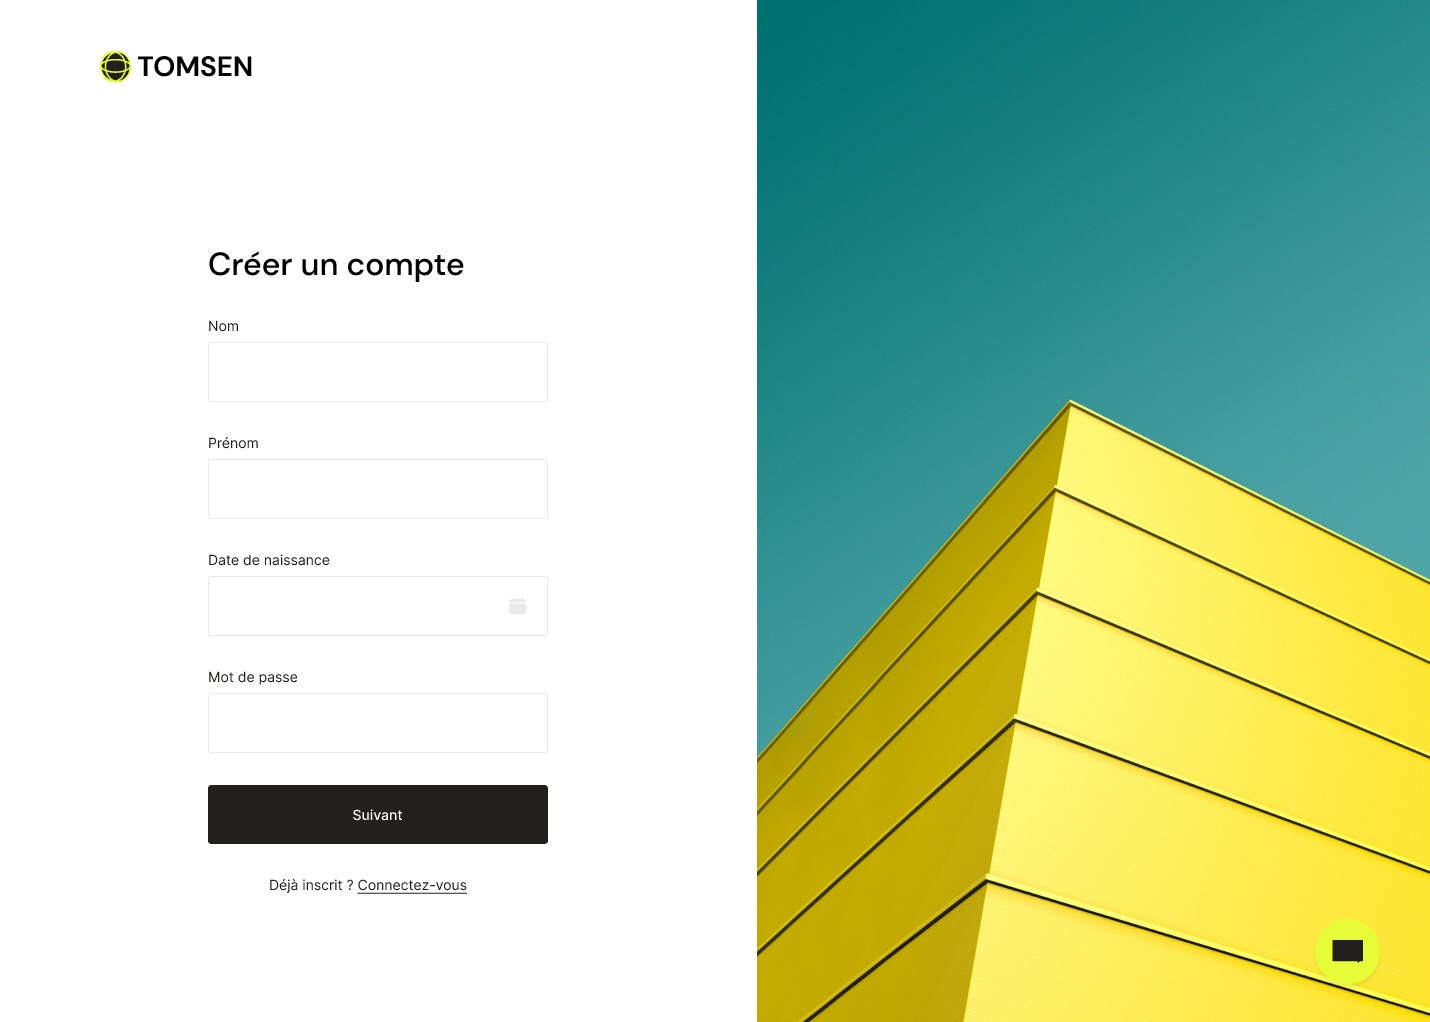 TOMSEN
Créer un compte
Nom
Prénom
Date de naissance
Mot de passe
Suivant
Déjà inscrit ? Connectez-vous